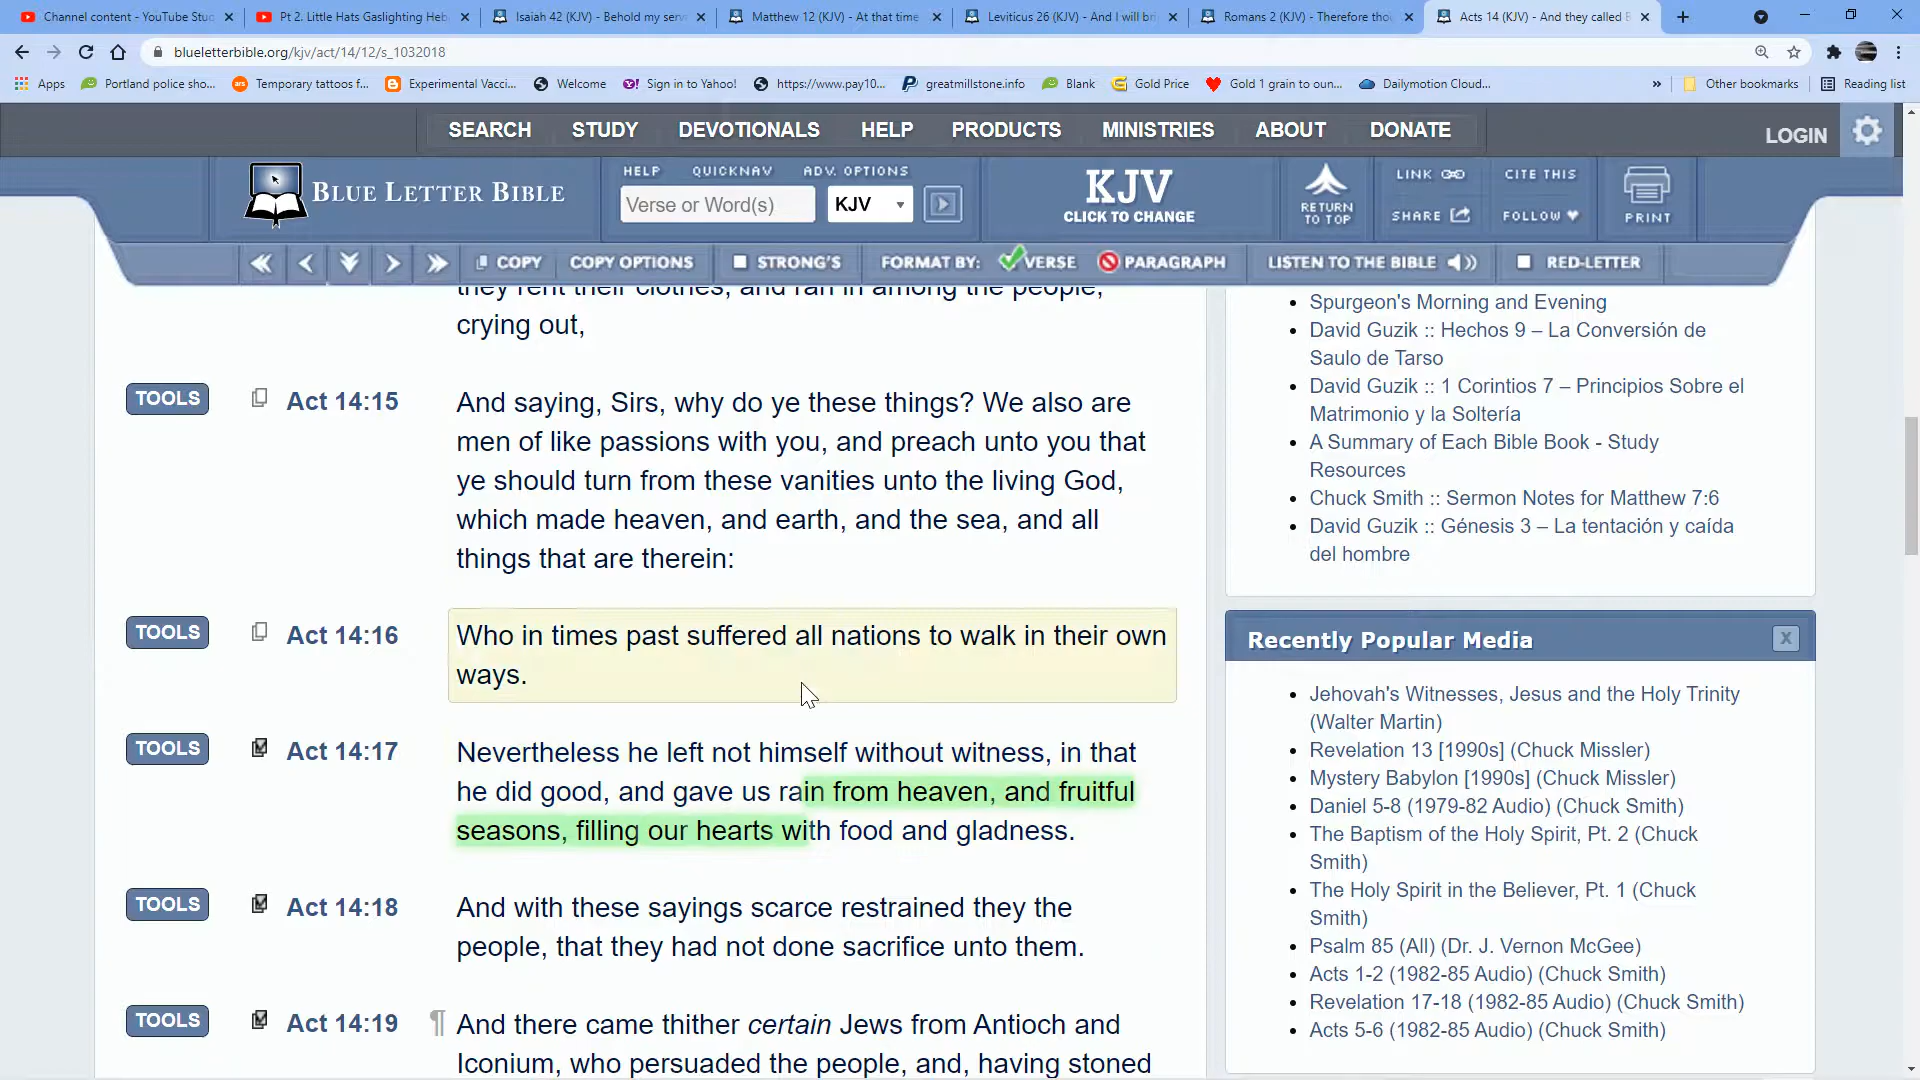 Channel content - YouTube Stu
Pt 2. Little Hats Gaslighting Heb
Isaiah 42 (KJV) - Behold my serv
Matthew 12 (KJV) - At that time
Leviticus 26 (KJV) - And I will bri
Romans 2 (KJV) - Therefore tho
Acts 14 (KJV) - And they called B
blueletterbible.org/kjv/act/14/12/s_1032018
Apps
Portland police sho...
Temporary tattoos f...
Experimental Vacci...
Welcome
Sign in to Yahoo!
https://www.pay10...
greatmillstone.info
Blank
Gold Price
Gold 1 grain to oun...
Dailymotion Cloud...
Other bookmarks
Reading list
SEARCH STUDY DEVOTIONALS HELP PRODUCTS MINISTRIES ABOUT DONATE
LOGIN
BLUE LETTER BIBLE
HELP QUICKNAV ADV. OPTIONS
Verse or Word(s)
KJV
KJV
CLICK TO CHANGE
RETURN
TO TOP
LINK
CITE THIS
SHARE
FOLLOW
PRINT
COPY
COPY OPTIONS
STRONG'S
FORMAT BY:
VERSE
PARAGRAPH
LISTEN TO THE BIBLE
RED-LETTER
they rent their clothes, and ran in among the people,
crying out,
TOOLS
Act 14:15
And saying, Sirs, why do ye these things? We also are
men of like passions with you, and preach unto you that
ye should turn from these vanities unto the living God,
which made heaven, and earth, and the sea, and all
things that are therein:
TOOLS
Act 14:16
Who in times past suffered all nations to walk in their own
ways.
TOOLS
Act 14:17
Nevertheless he left not himself without witness, in that
he did good, and gave us rain from heaven, and fruitful
seasons, filling our hearts with food and gladness.
TOOLS
Act 14:18
And with these sayings scarce restrained they the
people, that they had not done sacrifice unto them.
TOOLS
Act 14:19
¶ And there came thither certain Jews from Antioch and
Iconium, who persuaded the people, and, having stoned
Spurgeon's Morning and Evening
David Guzik :: Hechos 9 – La Conversión de
Saulo de Tarso
David Guzik :: 1 Corintios 7 – Principios Sobre el
Matrimonio y la Soltería
A Summary of Each Bible Book - Study
Resources
Chuck Smith :: Sermon Notes for Matthew 7:6
David Guzik :: Génesis 3 – La tentación y caída
del hombre
Recently Popular Media
X
Jehovah's Witnesses, Jesus and the Holy Trinity
(Walter Martin)
Revelation 13 [1990s] (Chuck Missler)
Mystery Babylon [1990s] (Chuck Missler)
Daniel 5-8 (1979-82 Audio) (Chuck Smith)
The Baptism of the Holy Spirit, Pt. 2 (Chuck
Smith)
The Holy Spirit in the Believer, Pt. 1 (Chuck
Smith)
Psalm 85 (All) (Dr. J. Vernon McGee)
Acts 1-2 (1982-85 Audio) (Chuck Smith)
Revelation 17-18 (1982-85 Audio) (Chuck Smith)
Acts 5-6 (1982-85 Audio) (Chuck Smith)